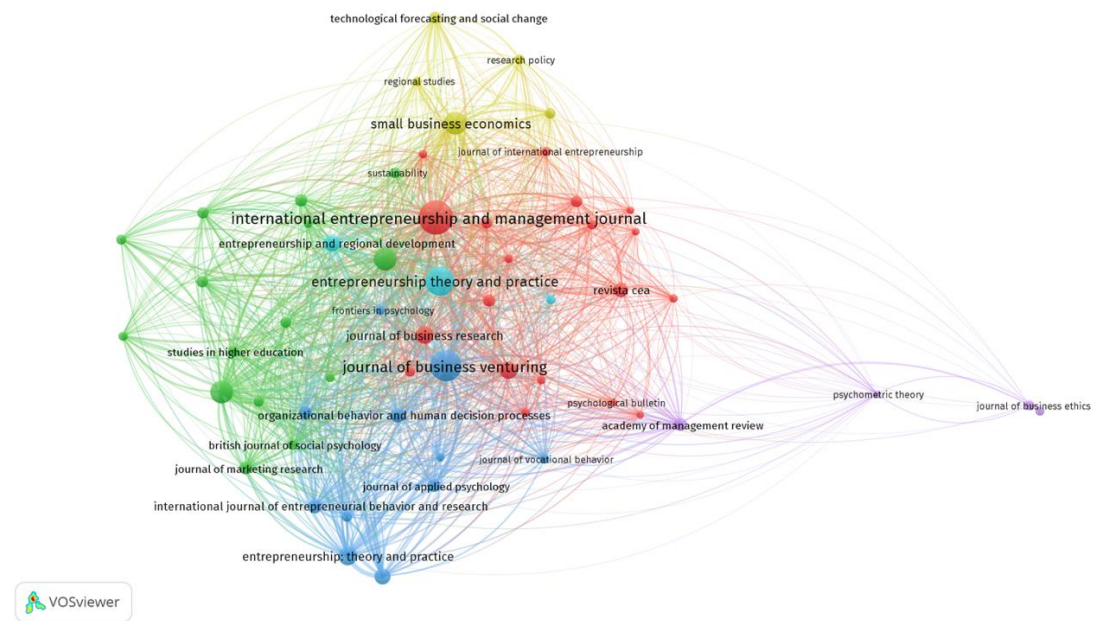 technological forecasting and social change
research policy
regional studies
small business economics
journal of international entrepreneurship
sustainability
international entrepreneurship and management journal
entrepreneurship and regional development
entrepreneurship theory and practice
revista cea
frontiers in psychology
journal of business research
studies in higher education
journal of business venturing
psychometric theory
psychological bulletin
journal of business ethics
organizational behavior and human decision processes
academy of management review
british journal of social psychology
journal of vocational behavior
journal of marketing research
journal of applied psychology
international journal of entrepreneurial behavior and research
entrepreneurship: theory and practice
VOSviewer